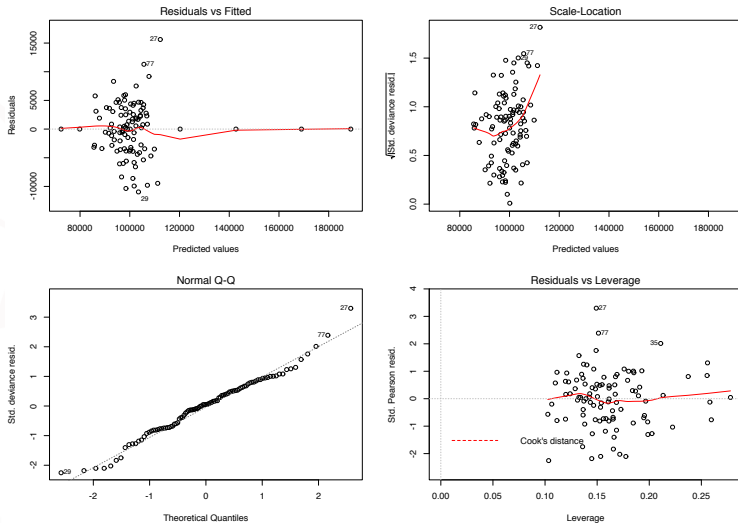 Residuals vs Fitted
27
77
29
Residuals
-10000 0 5000 15000
80000 100000 120000 140000 160000 180000
Predicted values
Scale-Location
27
77
29
√|Std. deviance resid.|
0.0 0.5 1.0 1.5
80000 100000 120000 140000 160000 180000
Predicted values
Normal Q-Q
27
77
29
Std. deviance resid.
-2 -1 0 1 2 3
-2 -1 0 1 2
Theoretical Quantiles
Residuals vs Leverage
27
77
35
Cook's distance
Std. Pearson resid.
-2 -1 0 1 2 3 4
0.00 0.05 0.10 0.15 0.20 0.25
Leverage